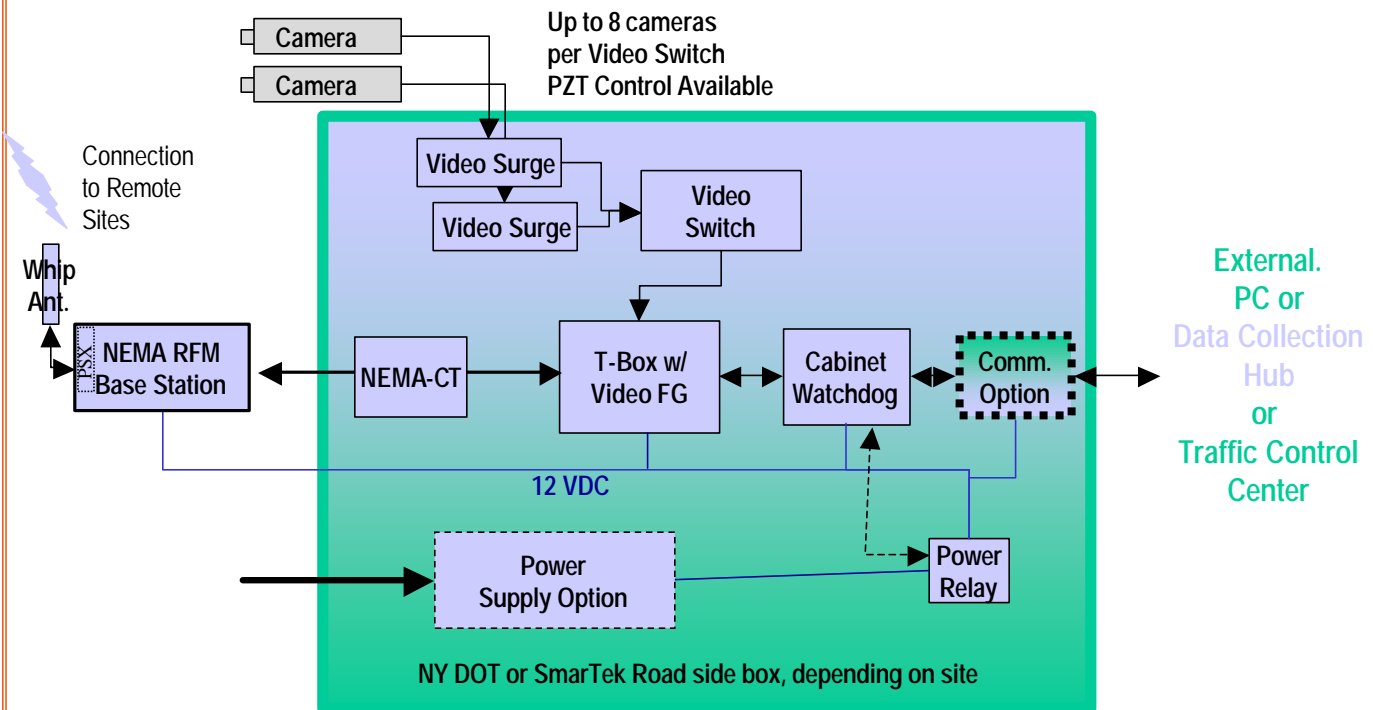 Camera
Camera
Up to 8 cameras
per Video Switch
PZT Control Available
Connection
to Remote
Sites
Video Surge
Video Surge
Video
Switch
Whip
Ant.
PSX
NEMA RFM
Base Station
NEMA-CT
T-Box w/
Video FG
Cabinet
Watchdog
Comm.
Option
External.
PC or
Data Collection
Hub
or
Traffic Control
Center
12 VDC
Power
Supply Option
Power
Relay
NY DOT or SmarTek Road side box, depending on site